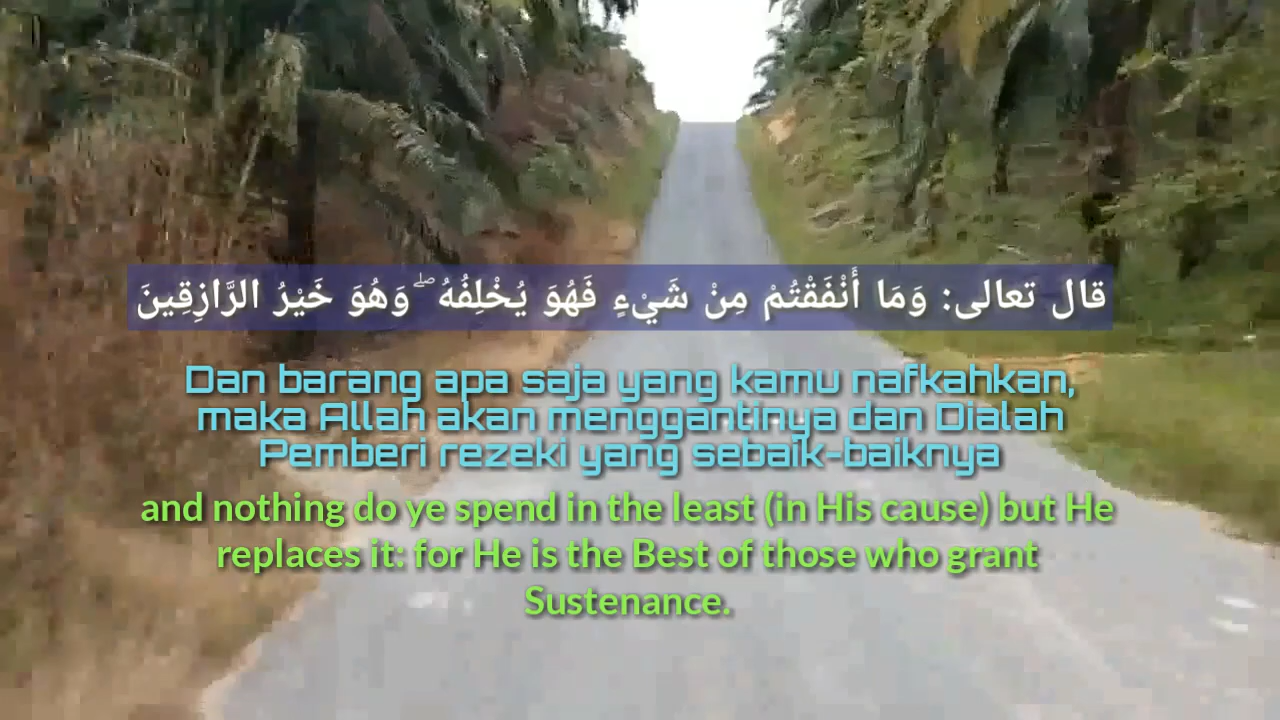 قال تعالى: وَمَا أَنْفَقْتُمْ مِنْ شَيْءٍ فَهُوَ يُخْلِفُهُ ۖ وَهُوَ خَيْرُ الرَّازِقِينَ
Dan barang apa saja yang kamu nafkahkan,
maka Allah akan menggantinya dan Dialah
Pemberi rezeki yang sebaik-baiknya
and nothing do ye spend in the least (in His cause) but He
replaces it: for He is the Best of those who grant
Sustenance.